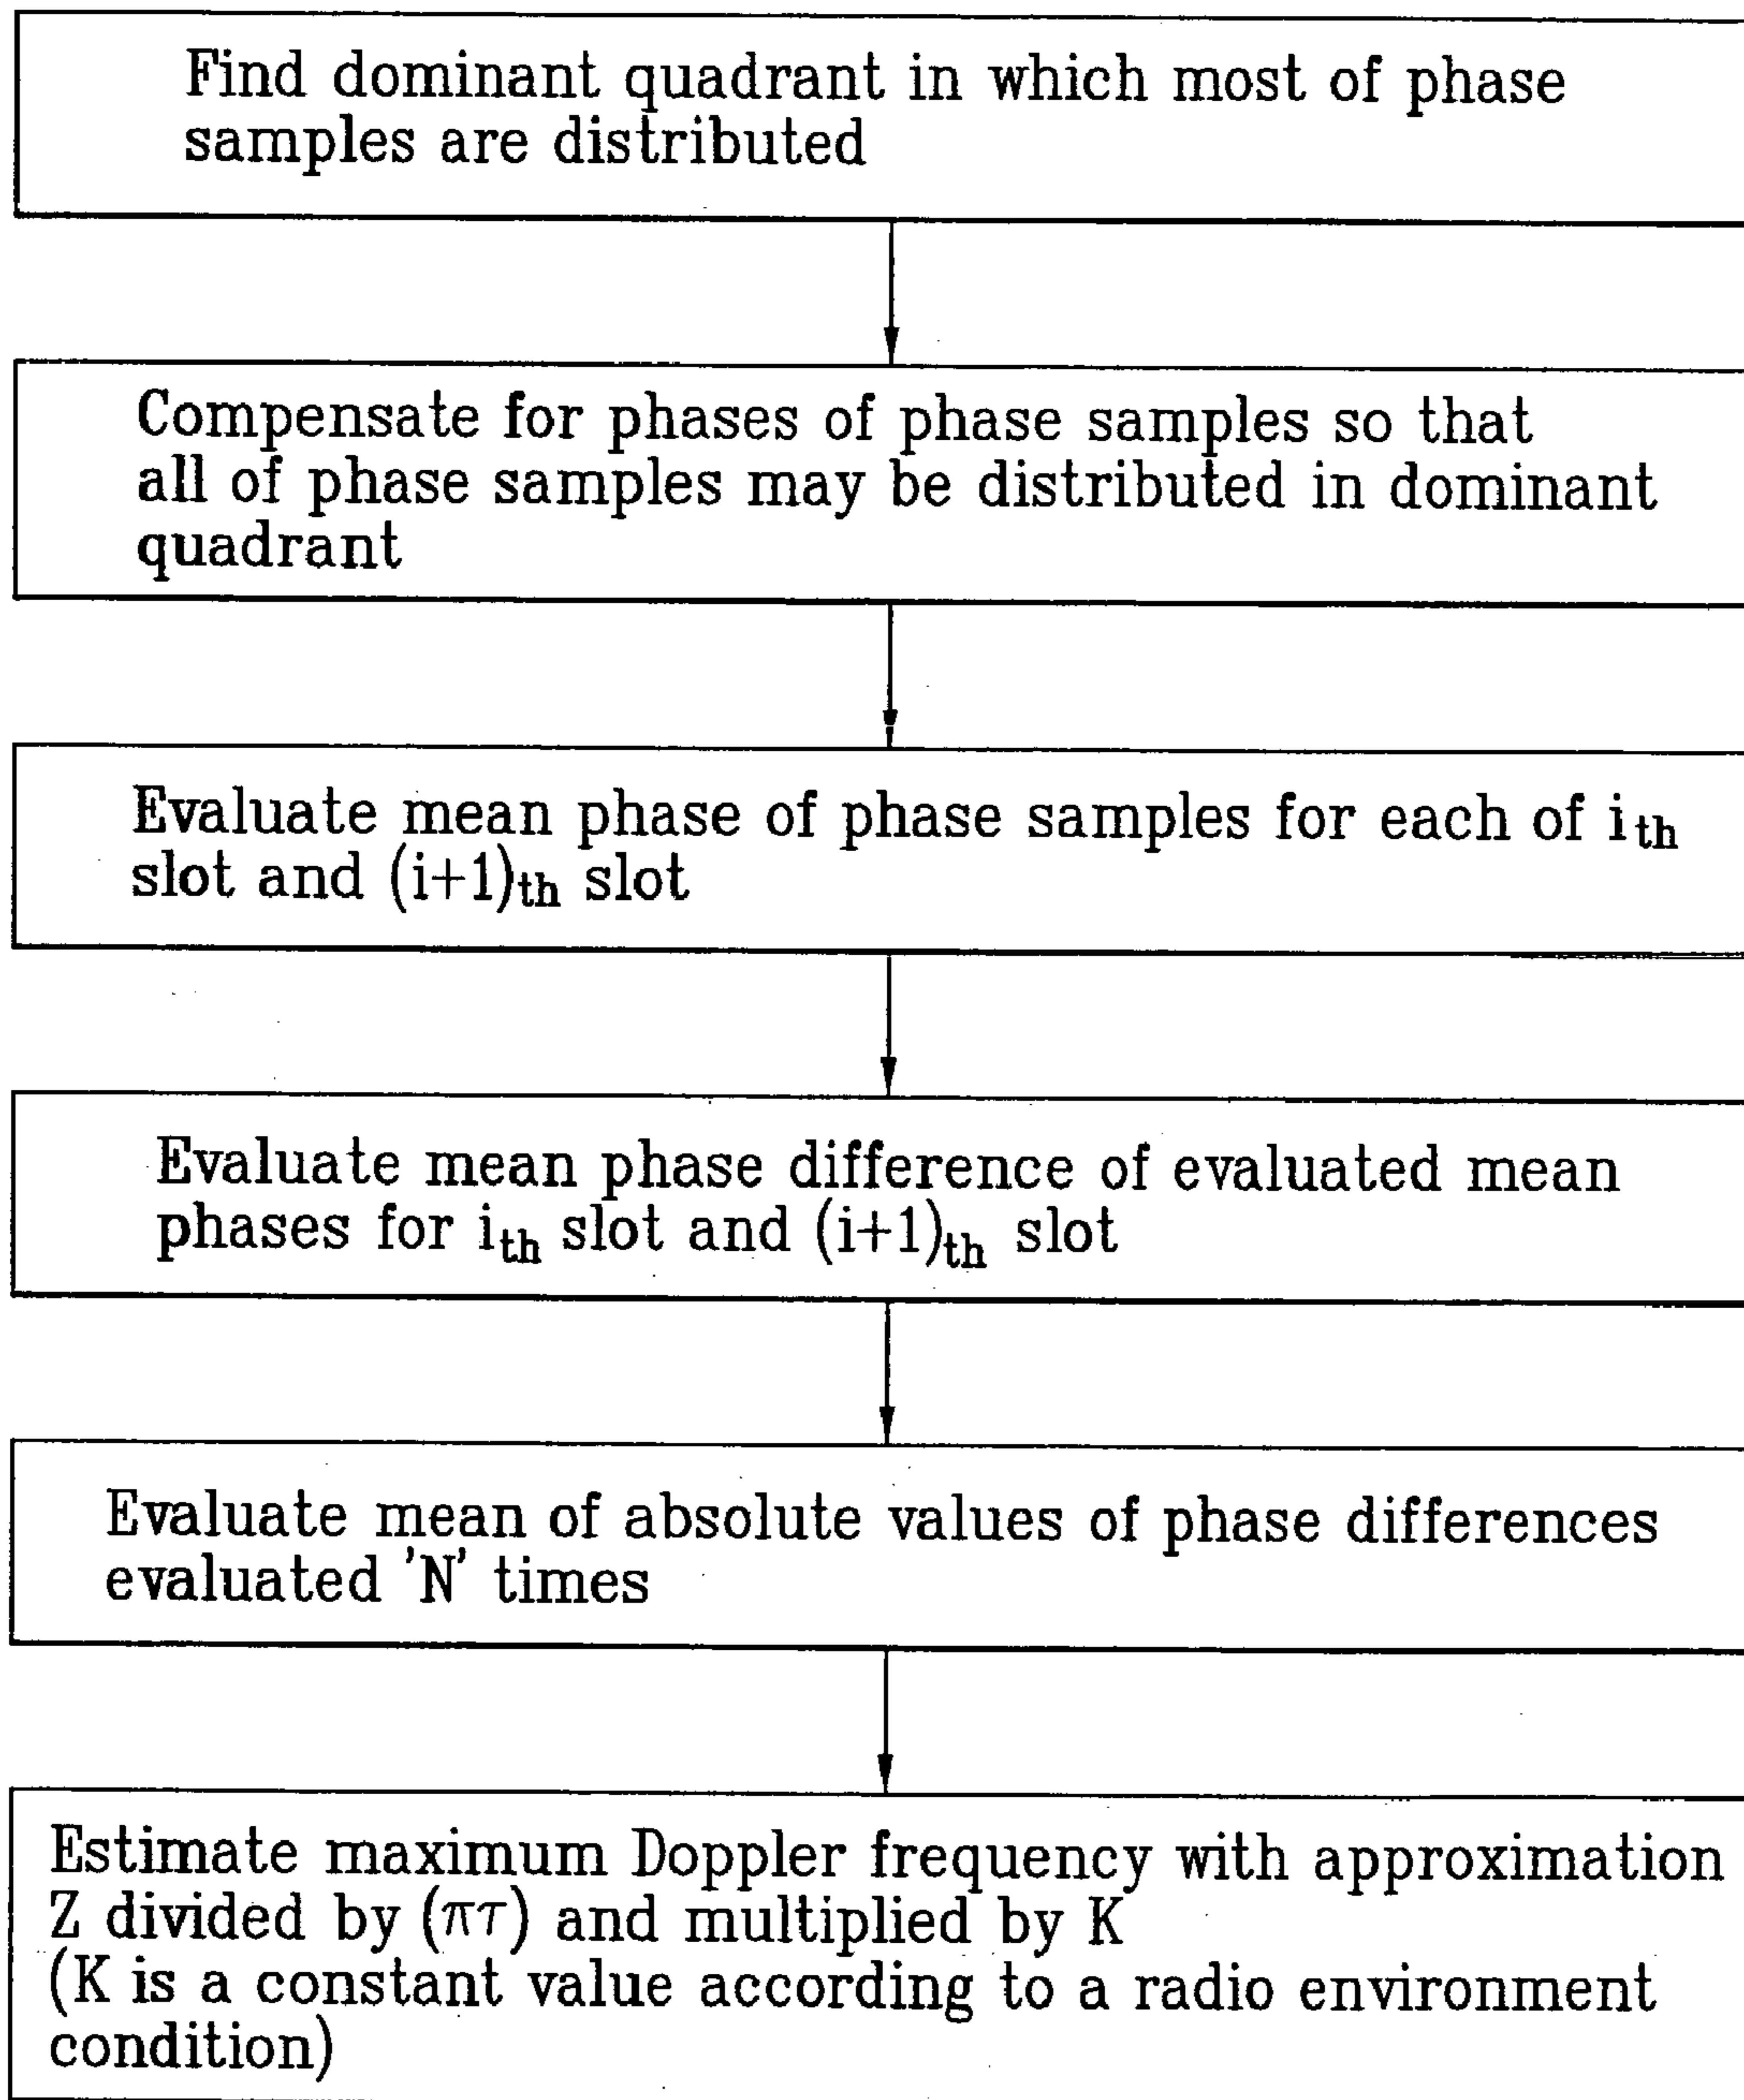 Find dominant quadrant in which most of phase
samples are distributed
Compensate for phases of phase samples so that
all of phase samples may be distributed in dominant
quadrant
Evaluate mean phase of phase samples for each of i_th
slot and (i+1)_th slot
Evaluate mean phase difference of evaluated mean
phases for i_th slot and (i+1)_th slot
Evaluate mean of absolute values of phase differences
evaluated 'N' times
Estimate maximum Doppler frequency with approximation
Z divided by (πτ) and multiplied by K
(K is a constant value according to a radio environment
condition)